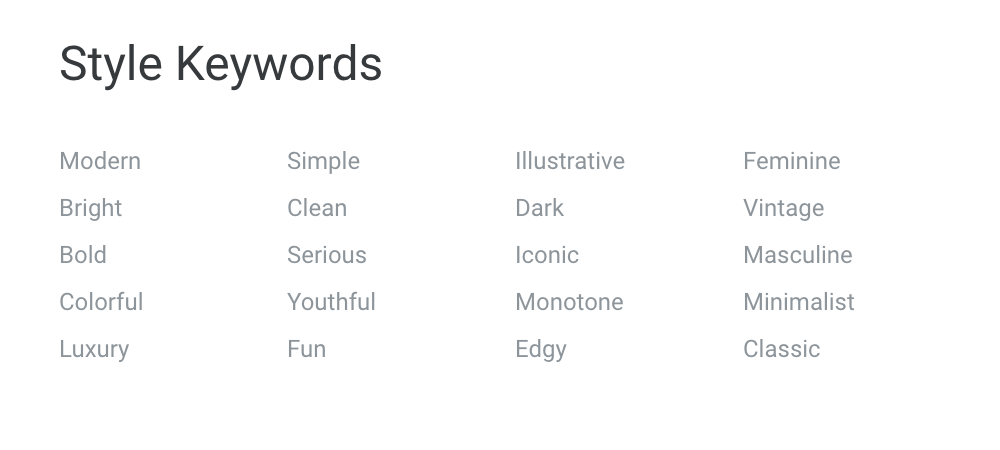 Style Keywords
Modern Simple Illustrative Feminine
Bright Clean Dark Vintage
Bold Serious Iconic Masculine
Colorful Youthful Monotone Minimalist
Luxury Fun Edgy Classic